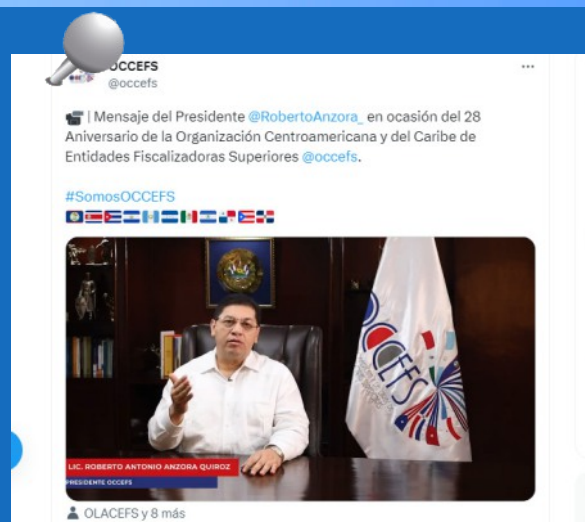 OCCEFS
@occefs
| Mensaje del Presidente @RobertoAnzora_ en ocasión del 28
Aniversario de la Organización Centroamericana y del Caribe de
Entidades Fiscalizadoras Superiores @occefs.
#SomosOCCEFS
OCCEFS
LIC. ROBERTO ANTONIO ANZORA QUIROZ
PRESIDENTE OCCEFS
OLACEFS y 8 más